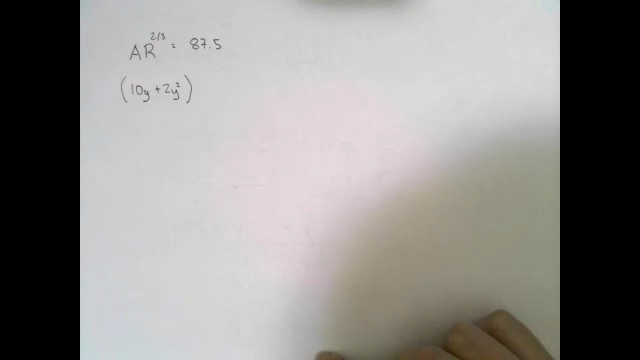 AR^2/3 = 87.5
(10y + 2y²)